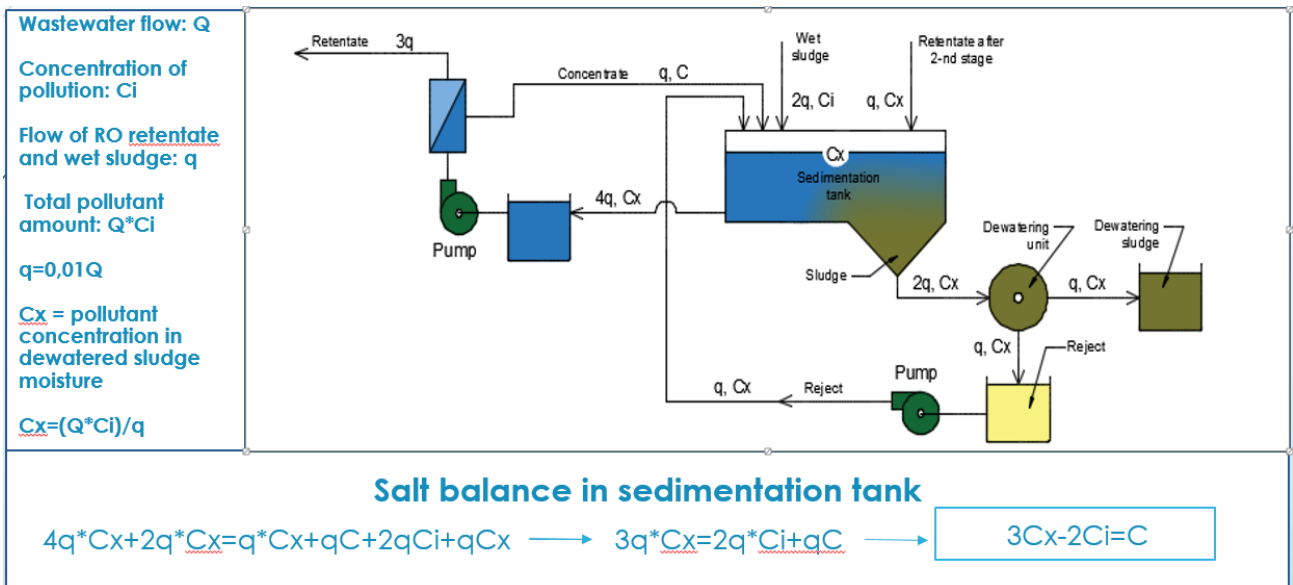 Wastewater flow: Q
Concentration of
pollution: Ci
Flow of RO retentate
and wet sludge: q
Total pollutant
amount: Q*Ci
q=0,01Q
Cx = pollutant
concentration in
dewatered sludge
moisture
Cx=(Q*Ci)/q
Retentate 3q
Concentrate q, C
Wet
sludge
2q, Ci
Retentate after
2-nd stage
q, Cx
Cx
Sedimentation
tank
4q, Cx
Pump
Sludge
2q, Cx
Dewatering
unit
q, Cx
Dewatering
sludge
q, Cx
Reject
Pump
q, Cx Reject
Salt balance in sedimentation tank
4q*Cx+2q*Cx=q*Cx+qC+2qCi+qCx
3q*Cx=2q*Ci+qC
3Cx-2Ci=C